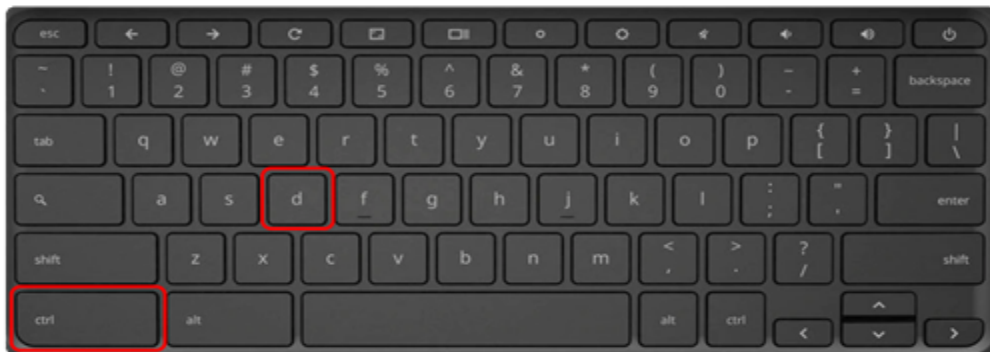 esc
~ ! @ # $ % ^ & * ( ) – +
` 1 2 3 4 5 6 7 8 9 0 - = backspace
tab q w e r t y u i o p { [ } ] | \
a s d f g h j k l : ; " ' enter
shift z x c v b n m < , > . ? / shift
ctrl alt alt ctrl